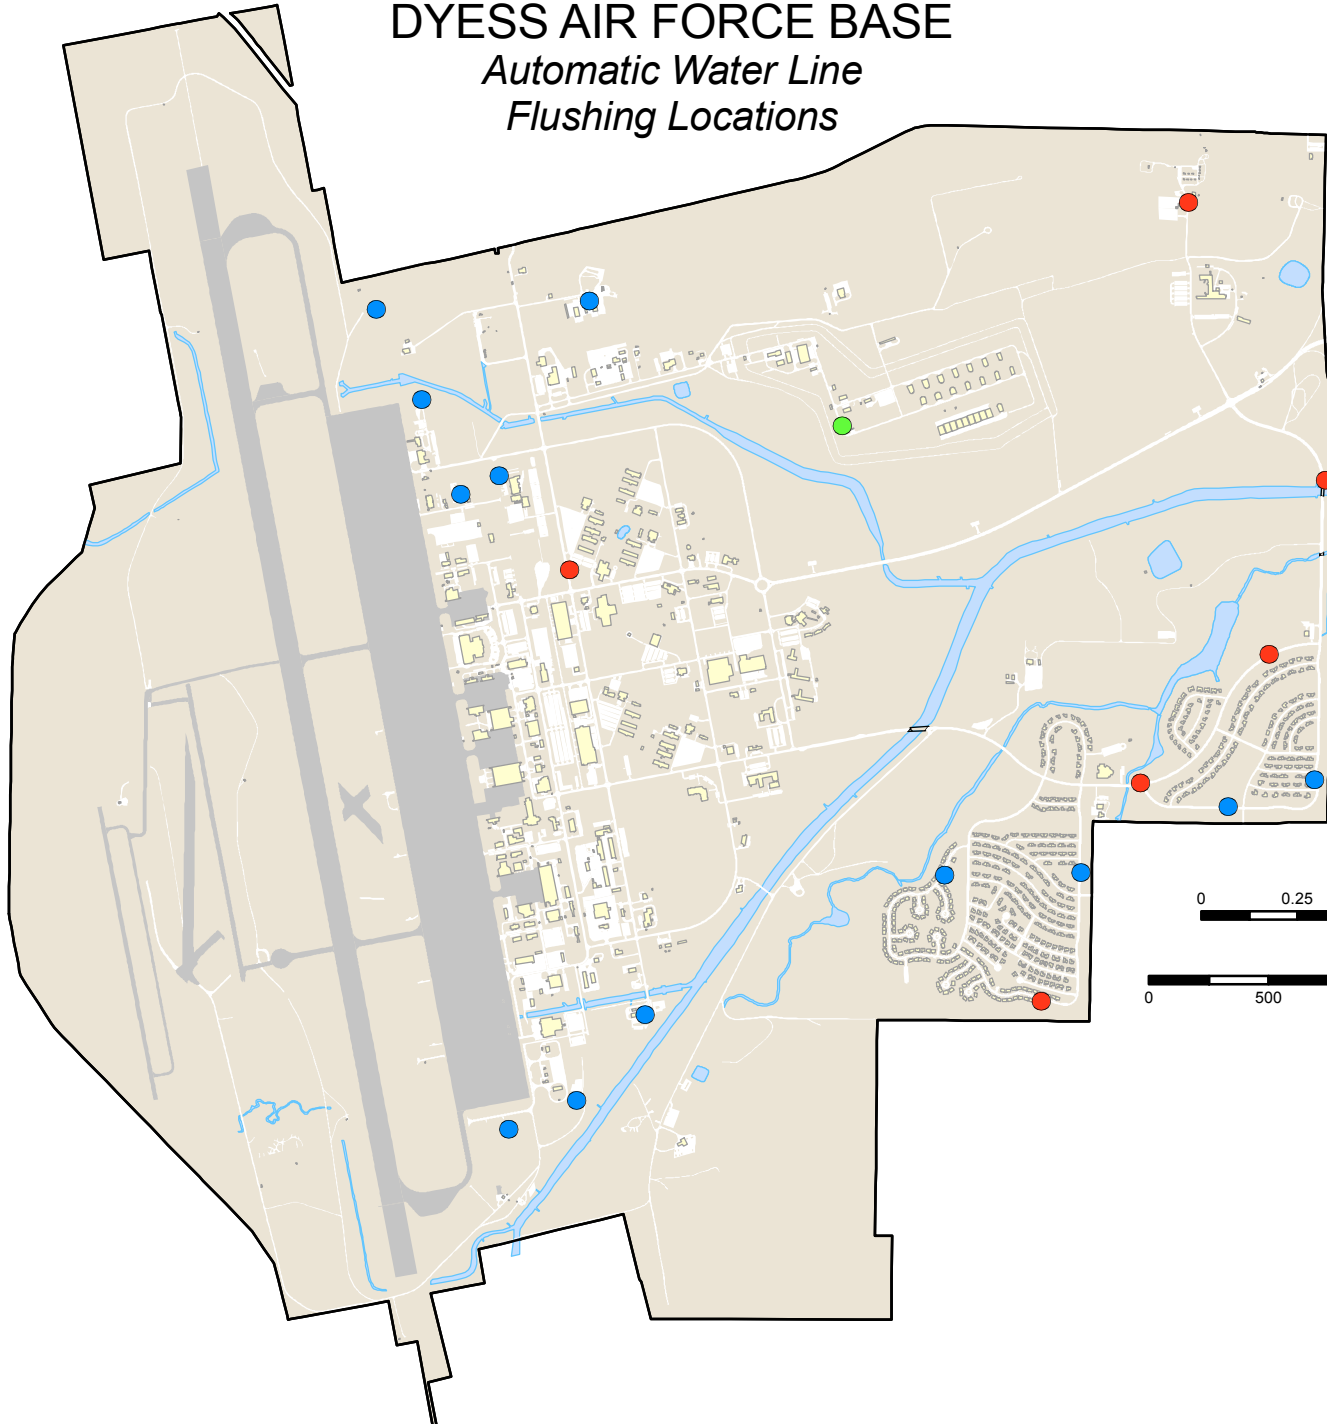 DYESS AIR FORCE BASE
Automatic Water Line
Flushing Locations
0 0.25
0 500